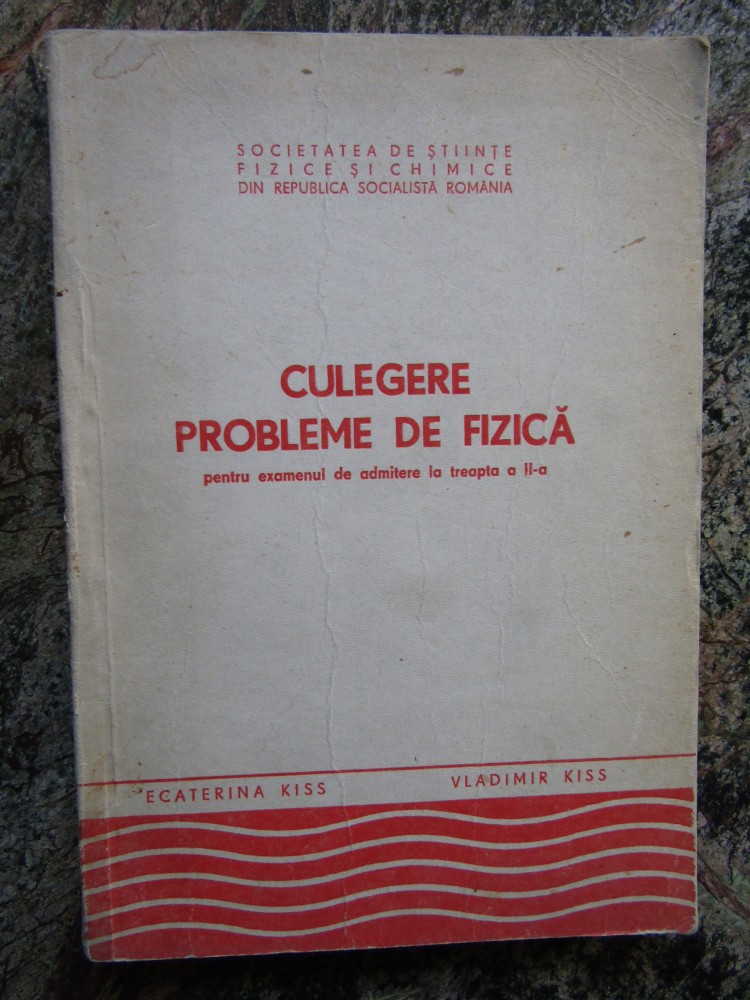 SOCIETATEA DE ȘTIINȚE
FIZICE ȘI CHIMICE
DIN REPUBLICA SOCIALISTĂ ROMÂNIA
CULEGERE
PROBLEME DE FIZICĂ
pentru examenul de admitere la treapta a II-a
ECATERINA KISS VLADIMIR KISS